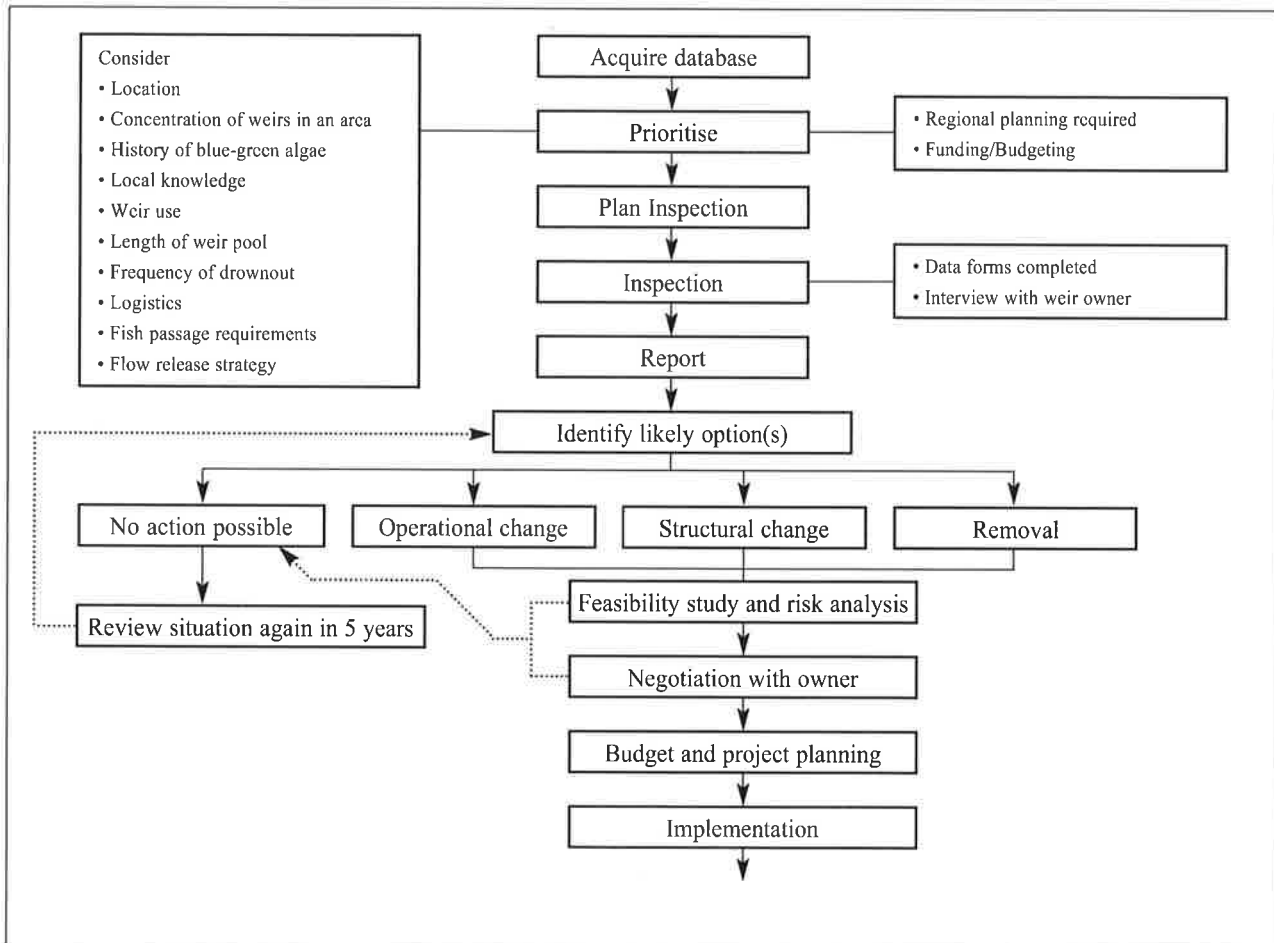 Consider
• Location
• Concentration of weirs in an area
• History of blue-green algae
• Local knowledge
• Weir use
• Length of weir pool
• Frequency of drownout
• Logistics
• Fish passage requirements
• Flow release strategy
Acquire database
Prioritise
• Regional planning required
• Funding/Budgeting
Plan Inspection
Inspection
• Data forms completed
• Interview with weir owner
Report
Identify likely option(s)
No action possible
Operational change
Structural change
Removal
Review situation again in 5 years
Feasibility study and risk analysis
Negotiation with owner
Budget and project planning
Implementation